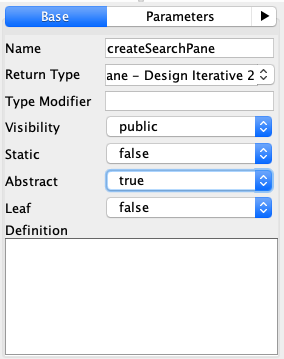 Base Parameters
Name createSearchPane
Return Type ane – Design Iterative 2
Type Modifier
Visibility public
Static false
Abstract true
Leaf false
Definition